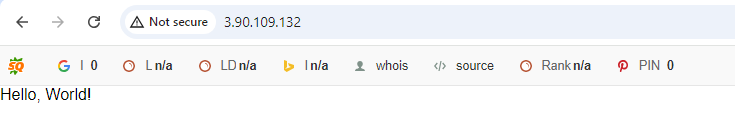 Not secure 3.90.109.132
SQ I 0 L n/a LD n/a I n/a whois source Rank n/a PIN 0
Hello, World!